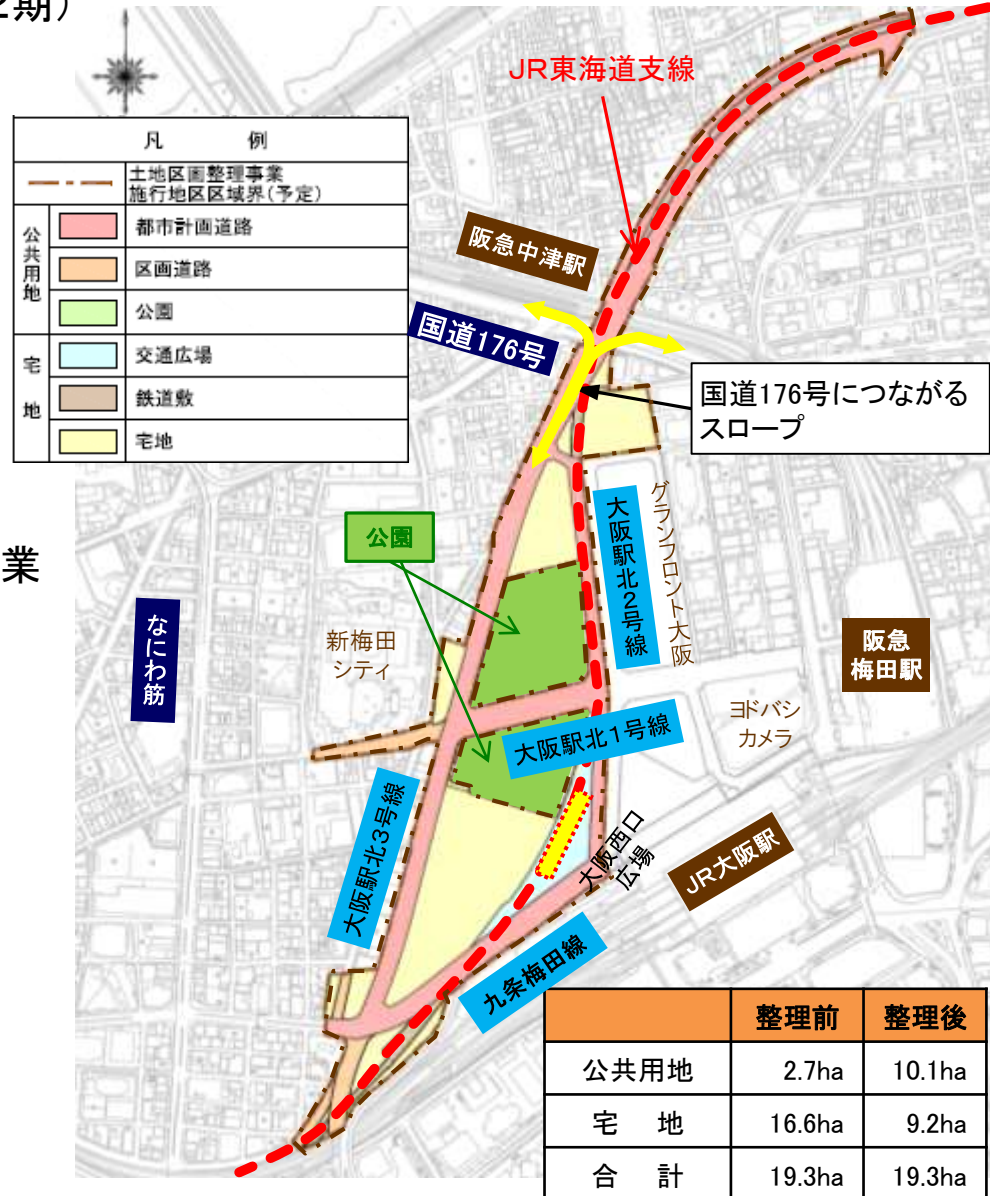 2期）
JR東海道支線
凡　例
土地区画整理事業
施行地区区域界(予定)
公共用地
都市計画道路
区画道路
公園
宅地
交通広場
鉄道敷
宅地
阪急中津駅
国道176号
国道176号につながる
スロープ
業
公園
大阪駅北2号線
グランフロント大阪
なにわ筋
新梅田
シティ
阪急
梅田駅
ヨドバシ
カメラ
大阪駅北1号線
大阪駅北3号線
大阪西口
広場
JR大阪駅
九条梅田線
整理前 整理後
公共用地 2.7ha 10.1ha
宅　地 16.6ha 9.2ha
合　計 19.3ha 19.3ha